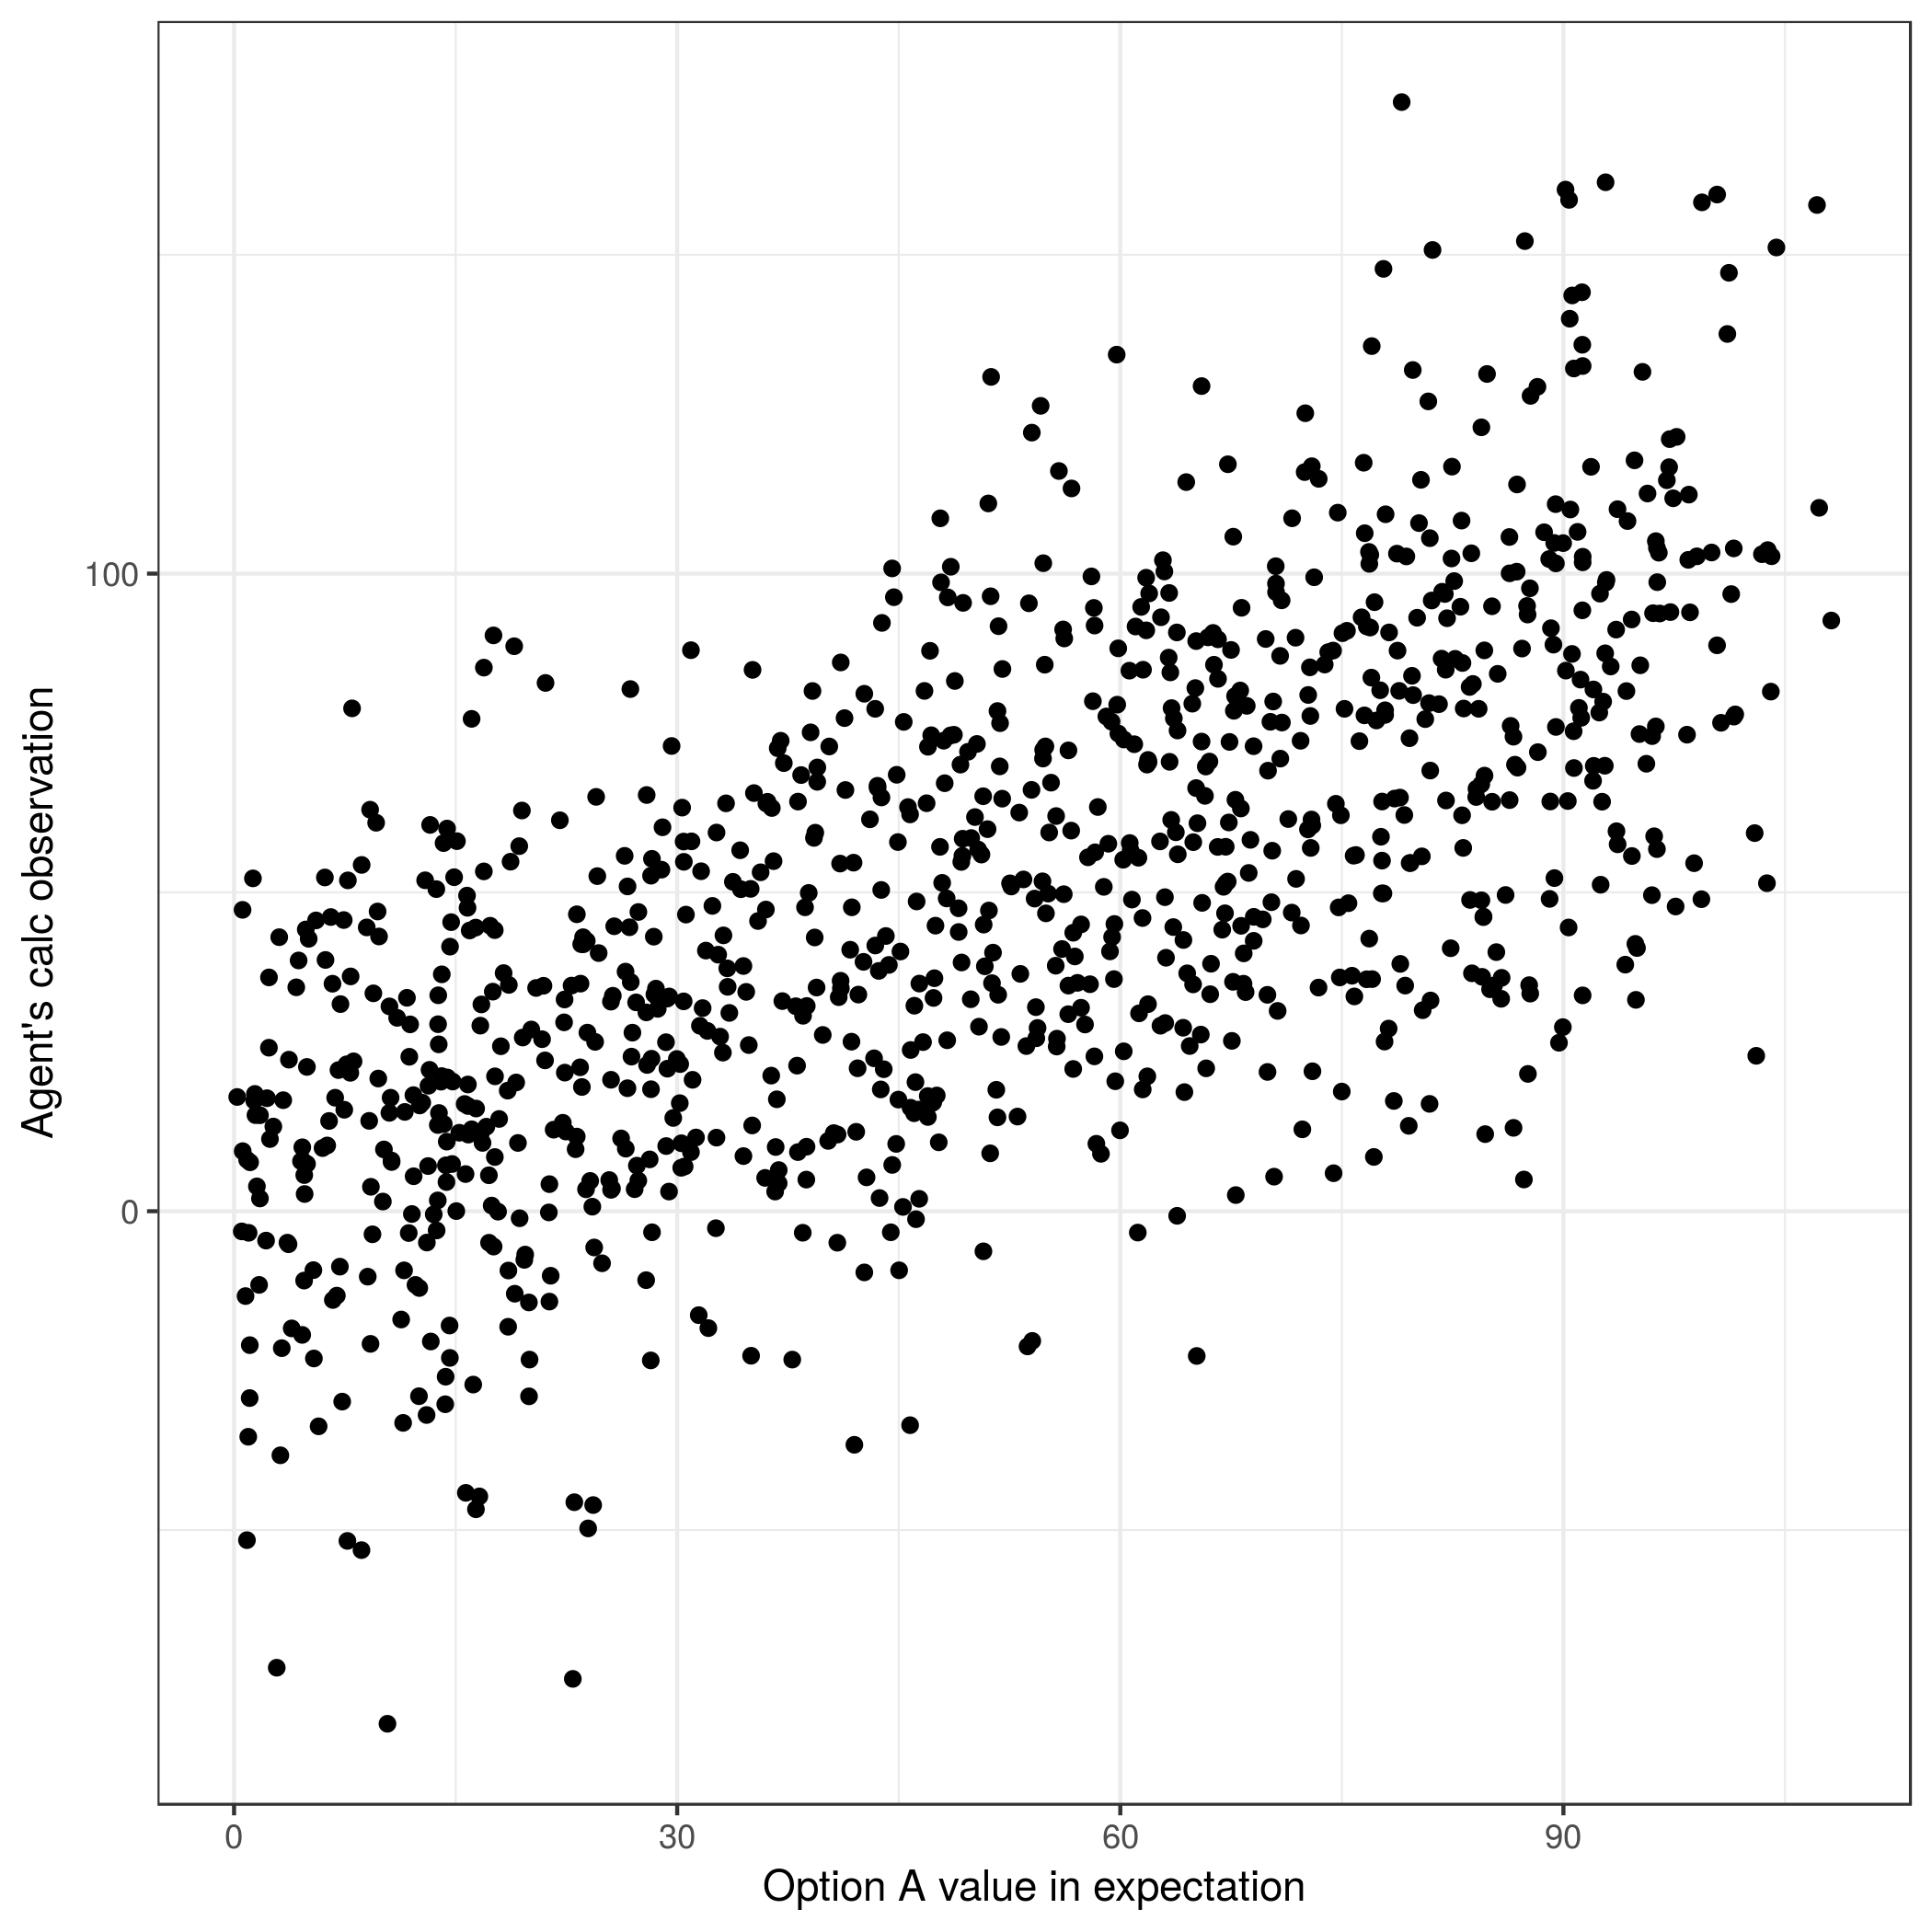 Agent's calc observation
100
0
0 30 60 90
Option A value in expectation